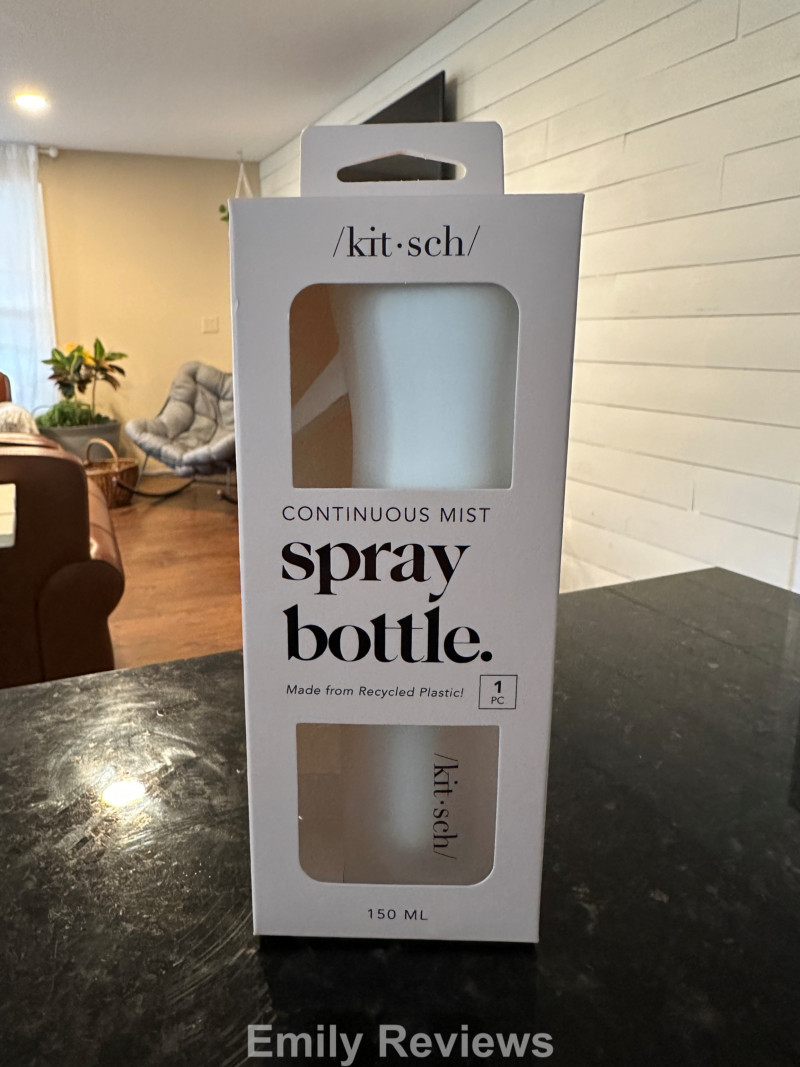 /kit·sch/
CONTINUOUS MIST
spray
bottle.
Made from Recycled Plastic!
1
PC
/kit·sch/
150 ML
Emily Reviews